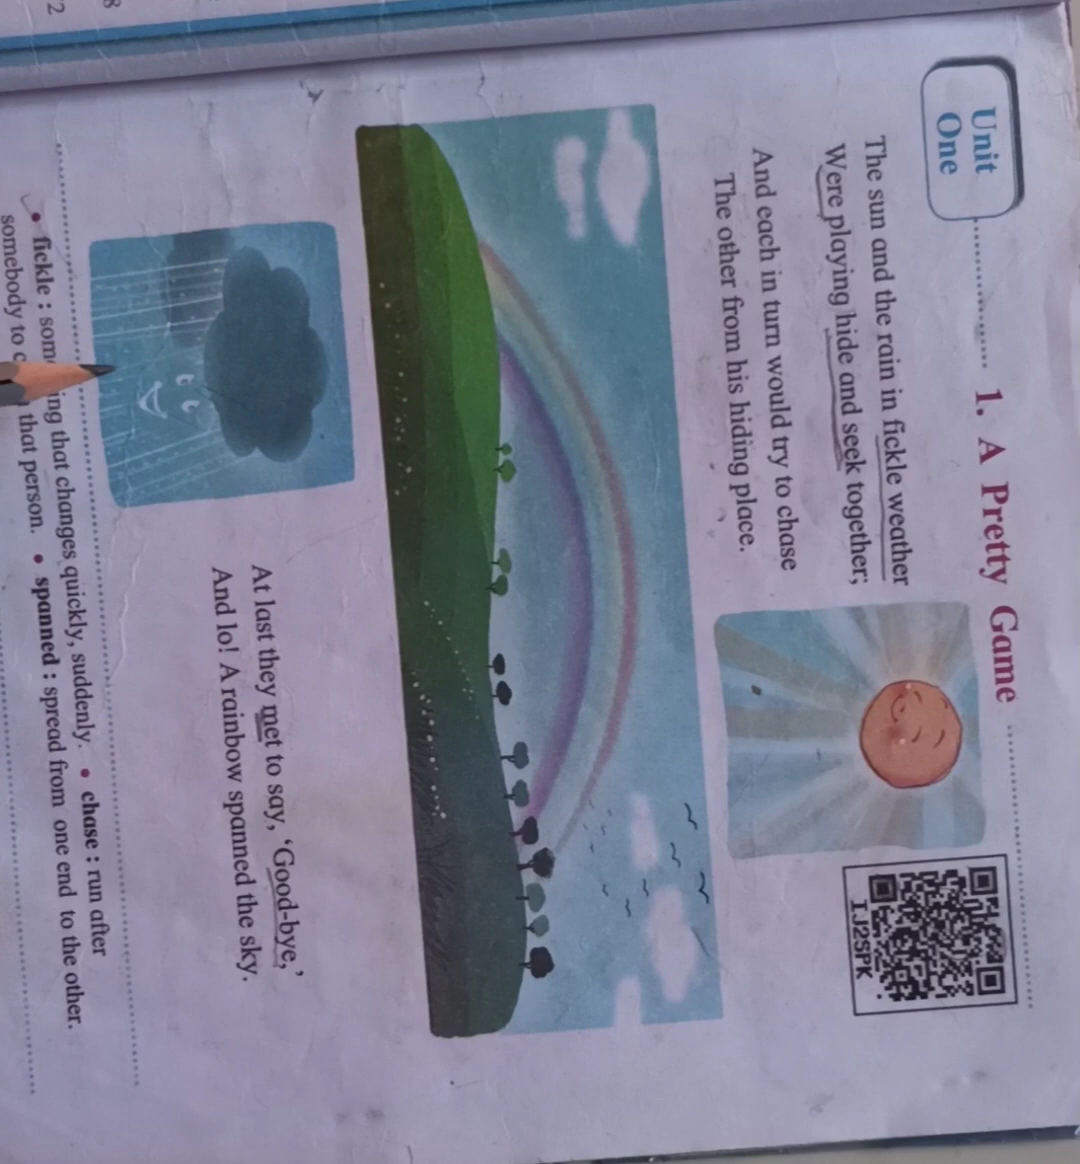 Unit
One
1. A Pretty Game
The sun and the rain in fickle weather
Were playing hide and seek together;
And each in turn would try to chase
The other from his hiding place.
IJ2SPK
At last they met to say, ‘Good-bye,’
And lo! A rainbow spanned the sky.
• fickle : that changes quickly, suddenly. • chase : run after
somebody to that person. • spanned : spread from one end to the other.